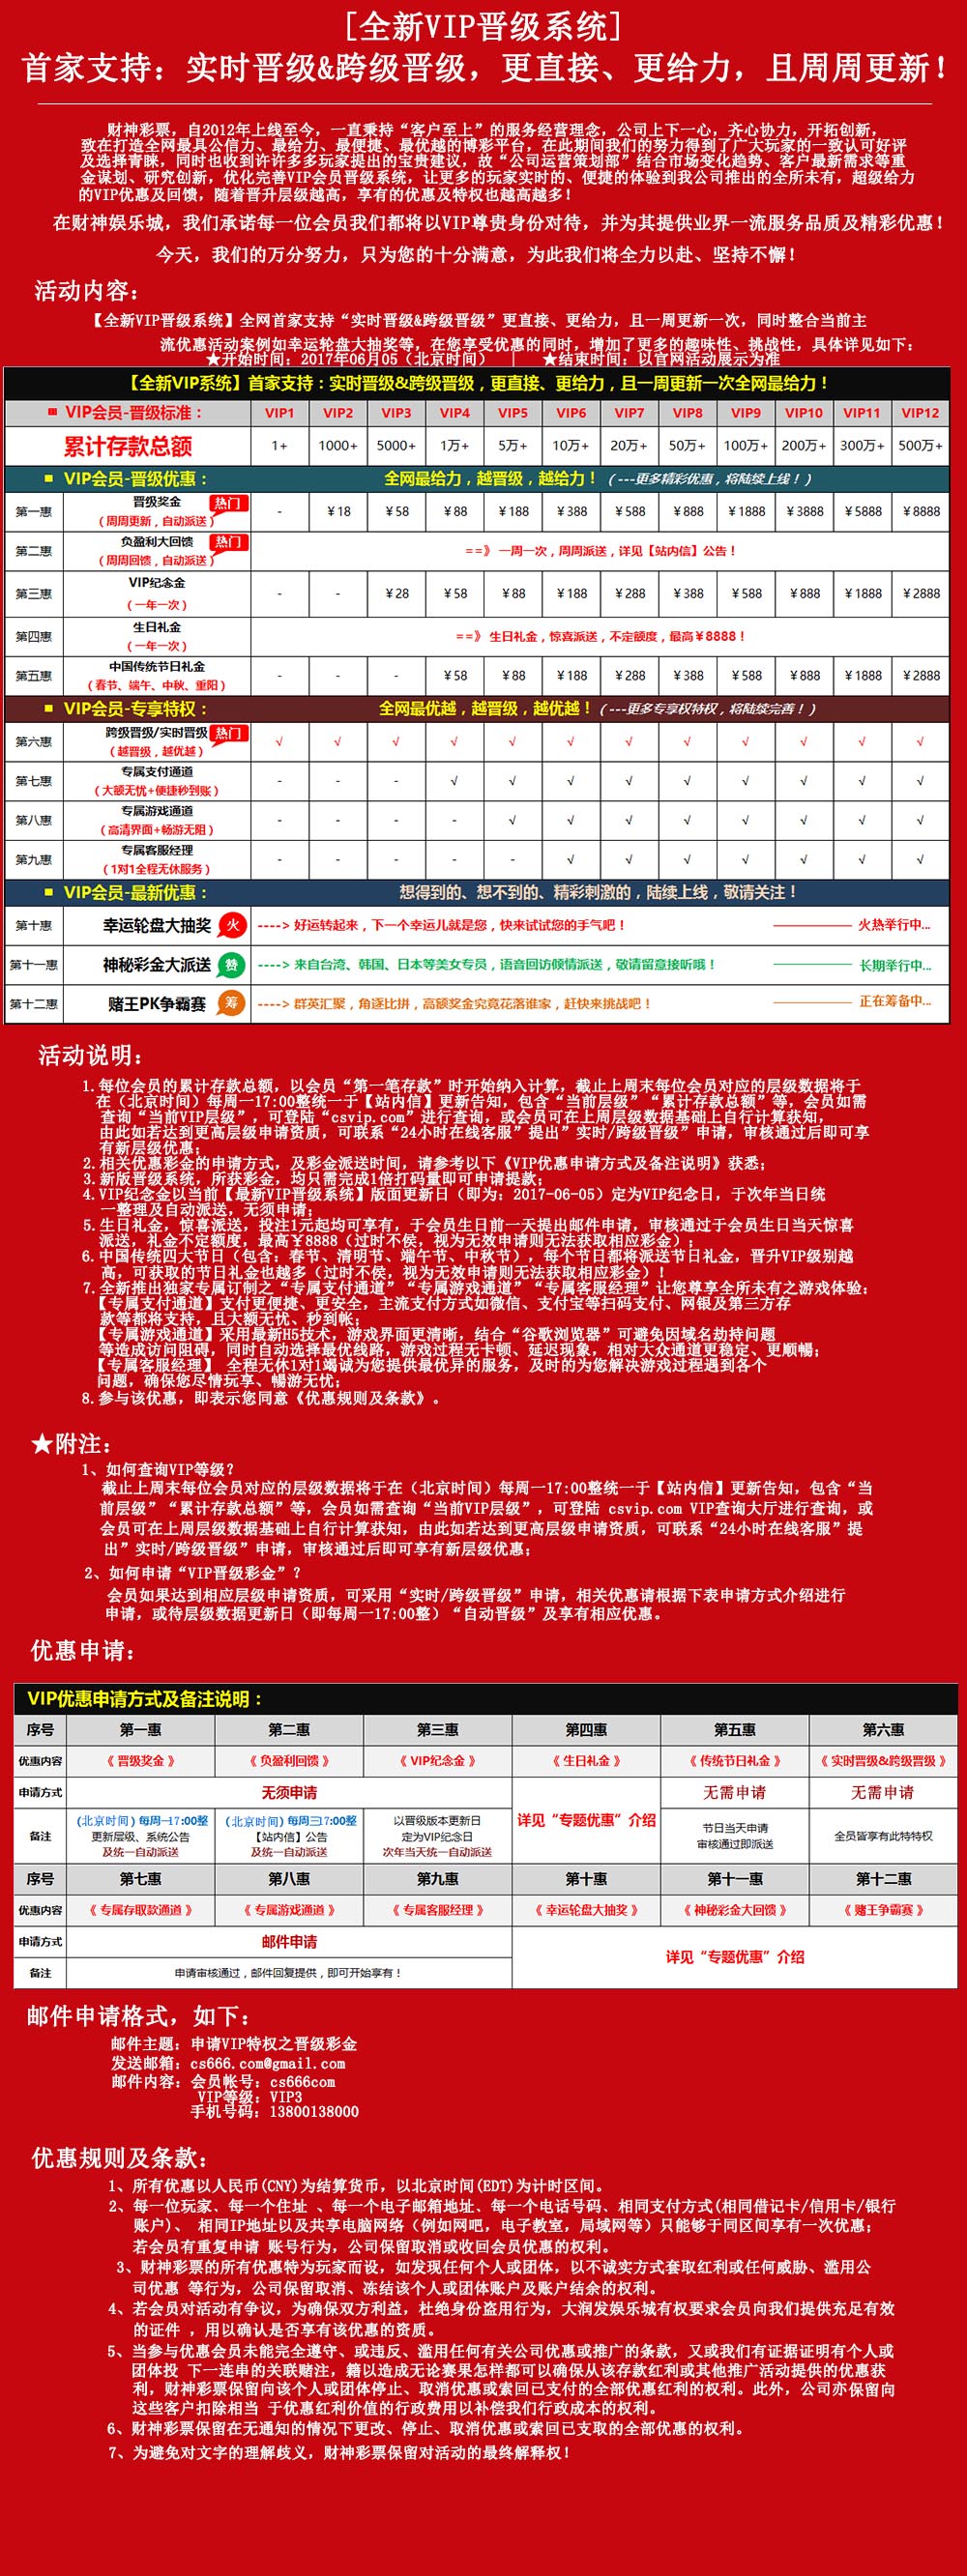 [全新VIP晋级系统]
首家支持：实时晋级&跨级晋级，更直接、更给力，且周周更新！
财神彩票，自2012年上线至今，一直秉持“客户至上”的服务经营理念，公司上下一心，齐心协力，开拓创新，
致在打造全网最具公信力、最给力、最便捷、最优越的博彩平台，在此期间我们的努力得到了广大玩家的一致认可好评
及选择青睐，同时也收到许许多多玩家提出的宝贵建议，故“公司运营策划部”结合市场变化趋势、客户最新需求等重
金谋划、研究创新，优化完善VIP会员晋级系统，让更多的玩家实时的、便捷的体验到我公司推出的全所未有，超级给力
的VIP优惠及回馈，随着晋升层级越高，享有的优惠及特权也越高越多！
在财神娱乐城，我们承诺每一位会员我们都将以VIP尊贵身份对待，并为其提供业界一流服务品质及精彩优惠！
今天，我们的万分努力，只为您的十分满意，为此我们将全力以赴、坚持不懈！
活动内容：
【全新VIP晋级系统】全网首家支持“实时晋级&跨级晋级”更直接、更给力，且一周更新一次，同时整合当前主
流优惠活动案例如幸运轮盘大抽奖等，在您享受优惠的同时，增加了更多的趣味性、挑战性，具体详见如下：
★开始时间：2017年06月05（北京时间） | ★结束时间：以官网活动展示为准
【全新VIP系统】首家支持：实时晋级&跨级晋级，更直接、更给力，且一周更新一次全网最给力！
VIP会员-晋级标准： VIP1 VIP2 VIP3 VIP4 VIP5 VIP6 VIP7 VIP8 VIP9 VIP10 VIP11 VIP12
累计存款总额 1+ 1000+ 5000+ 1万+ 5万+ 10万+ 20万+ 50万+ 100万+ 200万+ 300万+ 500万+
VIP会员-晋级优惠： 全网最给力，越晋级，越给力！（---更多精彩优惠，将陆续上线！）
第一惠 晋级奖金 热门 - ￥18 ￥58 ￥88 ￥188 ￥388 ￥588 ￥888 ￥1888 ￥3888 ￥5888 ￥8888
（周周更新，自动派送）
第二惠 负盈利大回馈 热门 ==》一周一次，周周派送，详见【站内信】公告！
（周周回馈，自动派送）
第三惠 VIP纪念金 - - ￥28 ￥58 ￥88 ￥188 ￥288 ￥388 ￥588 ￥888 ￥1888 ￥2888
（一年一次）
第四惠 生日礼金 ==》生日礼金，惊喜派送，不定额度，最高￥8888！
（一年一次）
第五惠 中国传统节日礼金 - - - ￥58 ￥88 ￥188 ￥288 ￥388 ￥588 ￥888 ￥1888 ￥2888
（春节、端午、中秋、重阳）
VIP会员-专享特权： 全网最优越，越晋级，越优越！（---更多专享权特权，将陆续完善！）
第六惠 跨级晋级/实时晋级 热门 √ √ √ √ √ √ √ √ √ √ √ √
（越晋级，越优越）
第七惠 专属支付通道 - - - √ √ √ √ √ √ √ √ √
（大额无忧+便捷秒到账）
第八惠 专属游戏通道 - - - - √ √ √ √ √ √ √ √
（高清界面+畅游无阻）
第九惠 专属客服经理 - - - - - √ √ √ √ √ √ √
（1对1全程无休服务）
VIP会员-最新优惠： 想得到的、想不到的、精彩刺激的，陆续上线，敬请关注！
第十惠 幸运轮盘大抽奖 火 ----> 好运转起来，下一个幸运儿就是您，快来试试您的手气吧！ 火热举行中...
第十一惠 神秘彩金大派送 赞 ----> 来自台湾、韩国、日本等美女专员，语音回访倾情派送，敬请留意接听哦！ 长期举行中...
第十二惠 赌王PK争霸赛 筹 ----> 群英汇聚，角逐比拼，高额奖金究竟花落谁家，赶快来挑战吧！ 正在筹备中...
活动说明：
1.每位会员的累计存款总额，以会员“第一笔存款”时开始纳入计算，截止上周末每位会员对应的层级数据将于
在（北京时间）每周一17:00整统一于【站内信】更新告知，包含“当前层级”“累计存款总额”等，会员如需
查询“当前VIP层级”，可登陆“csvip.com”进行查询，或会员可在上周层级数据基础上自行计算获知，
由此如若达到更高层级申请资质，可联系“24小时在线客服”提出”实时/跨级晋级”申请，审核通过后即可享
有新层级优惠；
2.相关优惠彩金的申请方式，及彩金派送时间，请参考以下《VIP优惠申请方式及备注说明》获悉；
3.新版晋级系统，所获彩金，均只需完成1倍打码量即可申请提款；
4.VIP纪念金以当前【最新VIP晋级系统】版面更新日（即为：2017-06-05）定为VIP纪念日，于次年当日统
一整理及自动派送，无须申请；
5.生日礼金，惊喜派送，投注1元起均可享有，于会员生日前一天提出邮件申请，审核通过于会员生日当天惊喜
派送，礼金不定额度，最高￥8888（过时不侯，视为无效申请则无法获取相应彩金）；
6.中国传统四大节日（包含：春节、清明节、端午节、中秋节），每个节日都将派送节日礼金，晋升VIP级别越
高，可获取的节日礼金也越多（过时不侯，视为无效申请则无法获取相应彩金）！
7.全新推出独家专属订制之“专属支付通道”“专属游戏通道”“专属客服经理”让您尊享全所未有之游戏体验：
【专属支付通道】支付更便捷、更安全，主流支付方式如微信、支付宝等扫码支付、网银及第三方存
款等都将支持，且大额无忧、秒到帐；
【专属游戏通道】采用最新H5技术，游戏界面更清晰，结合“谷歌浏览器”可避免因域名劫持问题
等造成访问阻碍，同时自动选择最优线路，游戏过程无卡顿、延迟现象，相对大众通道更稳定、更顺畅；
【专属客服经理】 全程无休1对1竭诚为您提供最优异的服务，及时的为您解决游戏过程遇到各个
问题，确保您尽情玩享、暢游无忧；
8.参与该优惠，即表示您同意《优惠规则及条款》。
★附注：
1、如何查询VIP等级？
截止上周末每位会员对应的层级数据将于在（北京时间）每周一17:00整统一于【站内信】更新告知，包含“当
前层级”“累计存款总额”等，会员如需查询“当前VIP层级”，可登陆 csvip.com VIP查询大厅进行查询，或
会员可在上周层级数据基础上自行计算获知，由此如若达到更高层级申请资质，可联系“24小时在线客服”提
出”实时/跨级晋级”申请，审核通过后即可享有新层级优惠；
2、如何申请“VIP晋级彩金”？
会员如果达到相应层级申请资质，可采用“实时/跨级晋级”申请，相关优惠请根据下表申请方式介绍进行
申请，或待层级数据更新日（即每周一17:00整）“自动晋级”及享有相应优惠。
优惠申请：
VIP优惠申请方式及备注说明：
序号 第一惠 第二惠 第三惠 第四惠 第五惠 第六惠
优惠内容 《 晋级奖金 》 《 负盈利回馈 》 《 VIP纪念金 》 《 生日礼金 》 《 传统节日礼金 》 《 实时晋级&跨级晋级 》
申请方式 无须申请 详见“专题优惠”介绍 无需申请 无需申请
备注 (北京时间）每周一17:00整 (北京时间）每周三17:00整 以晋级版本更新日 节日当天申请 全员皆享有此特特权
更新层级、系统公告 【站内信】公告 定为VIP纪念日 审核通过即派送
及统一自动派送 及统一自动派送 次年当天统一自动派送
序号 第七惠 第八惠 第九惠 第十惠 第十一惠 第十二惠
优惠内容 《 专属存取款通道 》 《 专属游戏通道 》 《 专属客服经理 》 《 幸运轮盘大抽奖 》 《 神秘彩金大回馈 》 《 赌王争霸赛 》
申请方式 邮件申请 详见“专题优惠”介绍
备注 申请审核通过，邮件回复提供，即可开始享有！
邮件申请格式，如下：
邮件主题：申请VIP特权之晋级彩金
发送邮箱：cs666.com@gmail.com
邮件内容：会员帐号：cs666com
VIP等级：VIP3
手机号码：13800138000
优惠规则及条款：
1、所有优惠以人民币(CNY)为结算货币，以北京时间(EDT)为计时区间。
2、每一位玩家、每一个住址 、每一个电子邮箱地址、每一个电话号码、相同支付方式(相同借记卡/信用卡/银行
账户)、 相同IP地址以及共享电脑网络（例如网吧，电子教室，局域网等）只能够于同区间享有一次优惠；
若会员有重复申请 账号行为，公司保留取消或收回会员优惠的权利。
3、财神彩票的所有优惠特为玩家而设，如发现任何个人或团体，以不诚实方式套取红利或任何威胁、滥用公
司优惠 等行为，公司保留取消、冻结该个人或团体账户及账户结余的权利。
4、若会员对活动有争议，为确保双方利益，杜绝身份盗用行为，大润发娱乐城有权要求会员向我们提供充足有效
的证件 ，用以确认是否享有该优惠的资质。
5、当参与优惠会员未能完全遵守、或违反、滥用任何有关公司优惠或推广的条款，又或我们有证据证明有个人或
团体投 下一连串的关联赌注，籍以造成无论赛果怎样都可以确保从该存款红利或其他推广活动提供的优惠获
利，财神彩票保留向该个人或团体停止、取消优惠或索回已支付的全部优惠红利的权利。此外，公司亦保留向
这些客户扣除相当 于优惠红利价值的行政费用以补偿我们行政成本的权利。
6、财神彩票保留在无通知的情况下更改、停止、取消优惠或索回已支取的全部优惠的权利。
7、为避免对文字的理解歧义，财神彩票保留对活动的最终解释权！